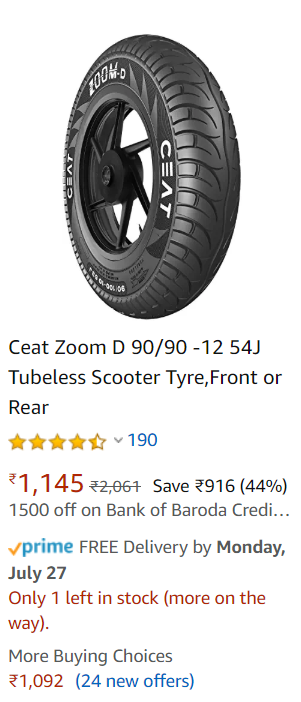 ZOOM-D
CEAT
CEAT
Ceat Zoom D 90/90 -12 54J
Tubeless Scooter Tyre,Front or
Rear
190
₹1,145 ₹2,061 Save ₹916 (44%)
1500 off on Bank of Baroda Credi...
prime FREE Delivery by Monday,
July 27
Only 1 left in stock (more on the
way).
More Buying Choices
₹1,092 (24 new offers)